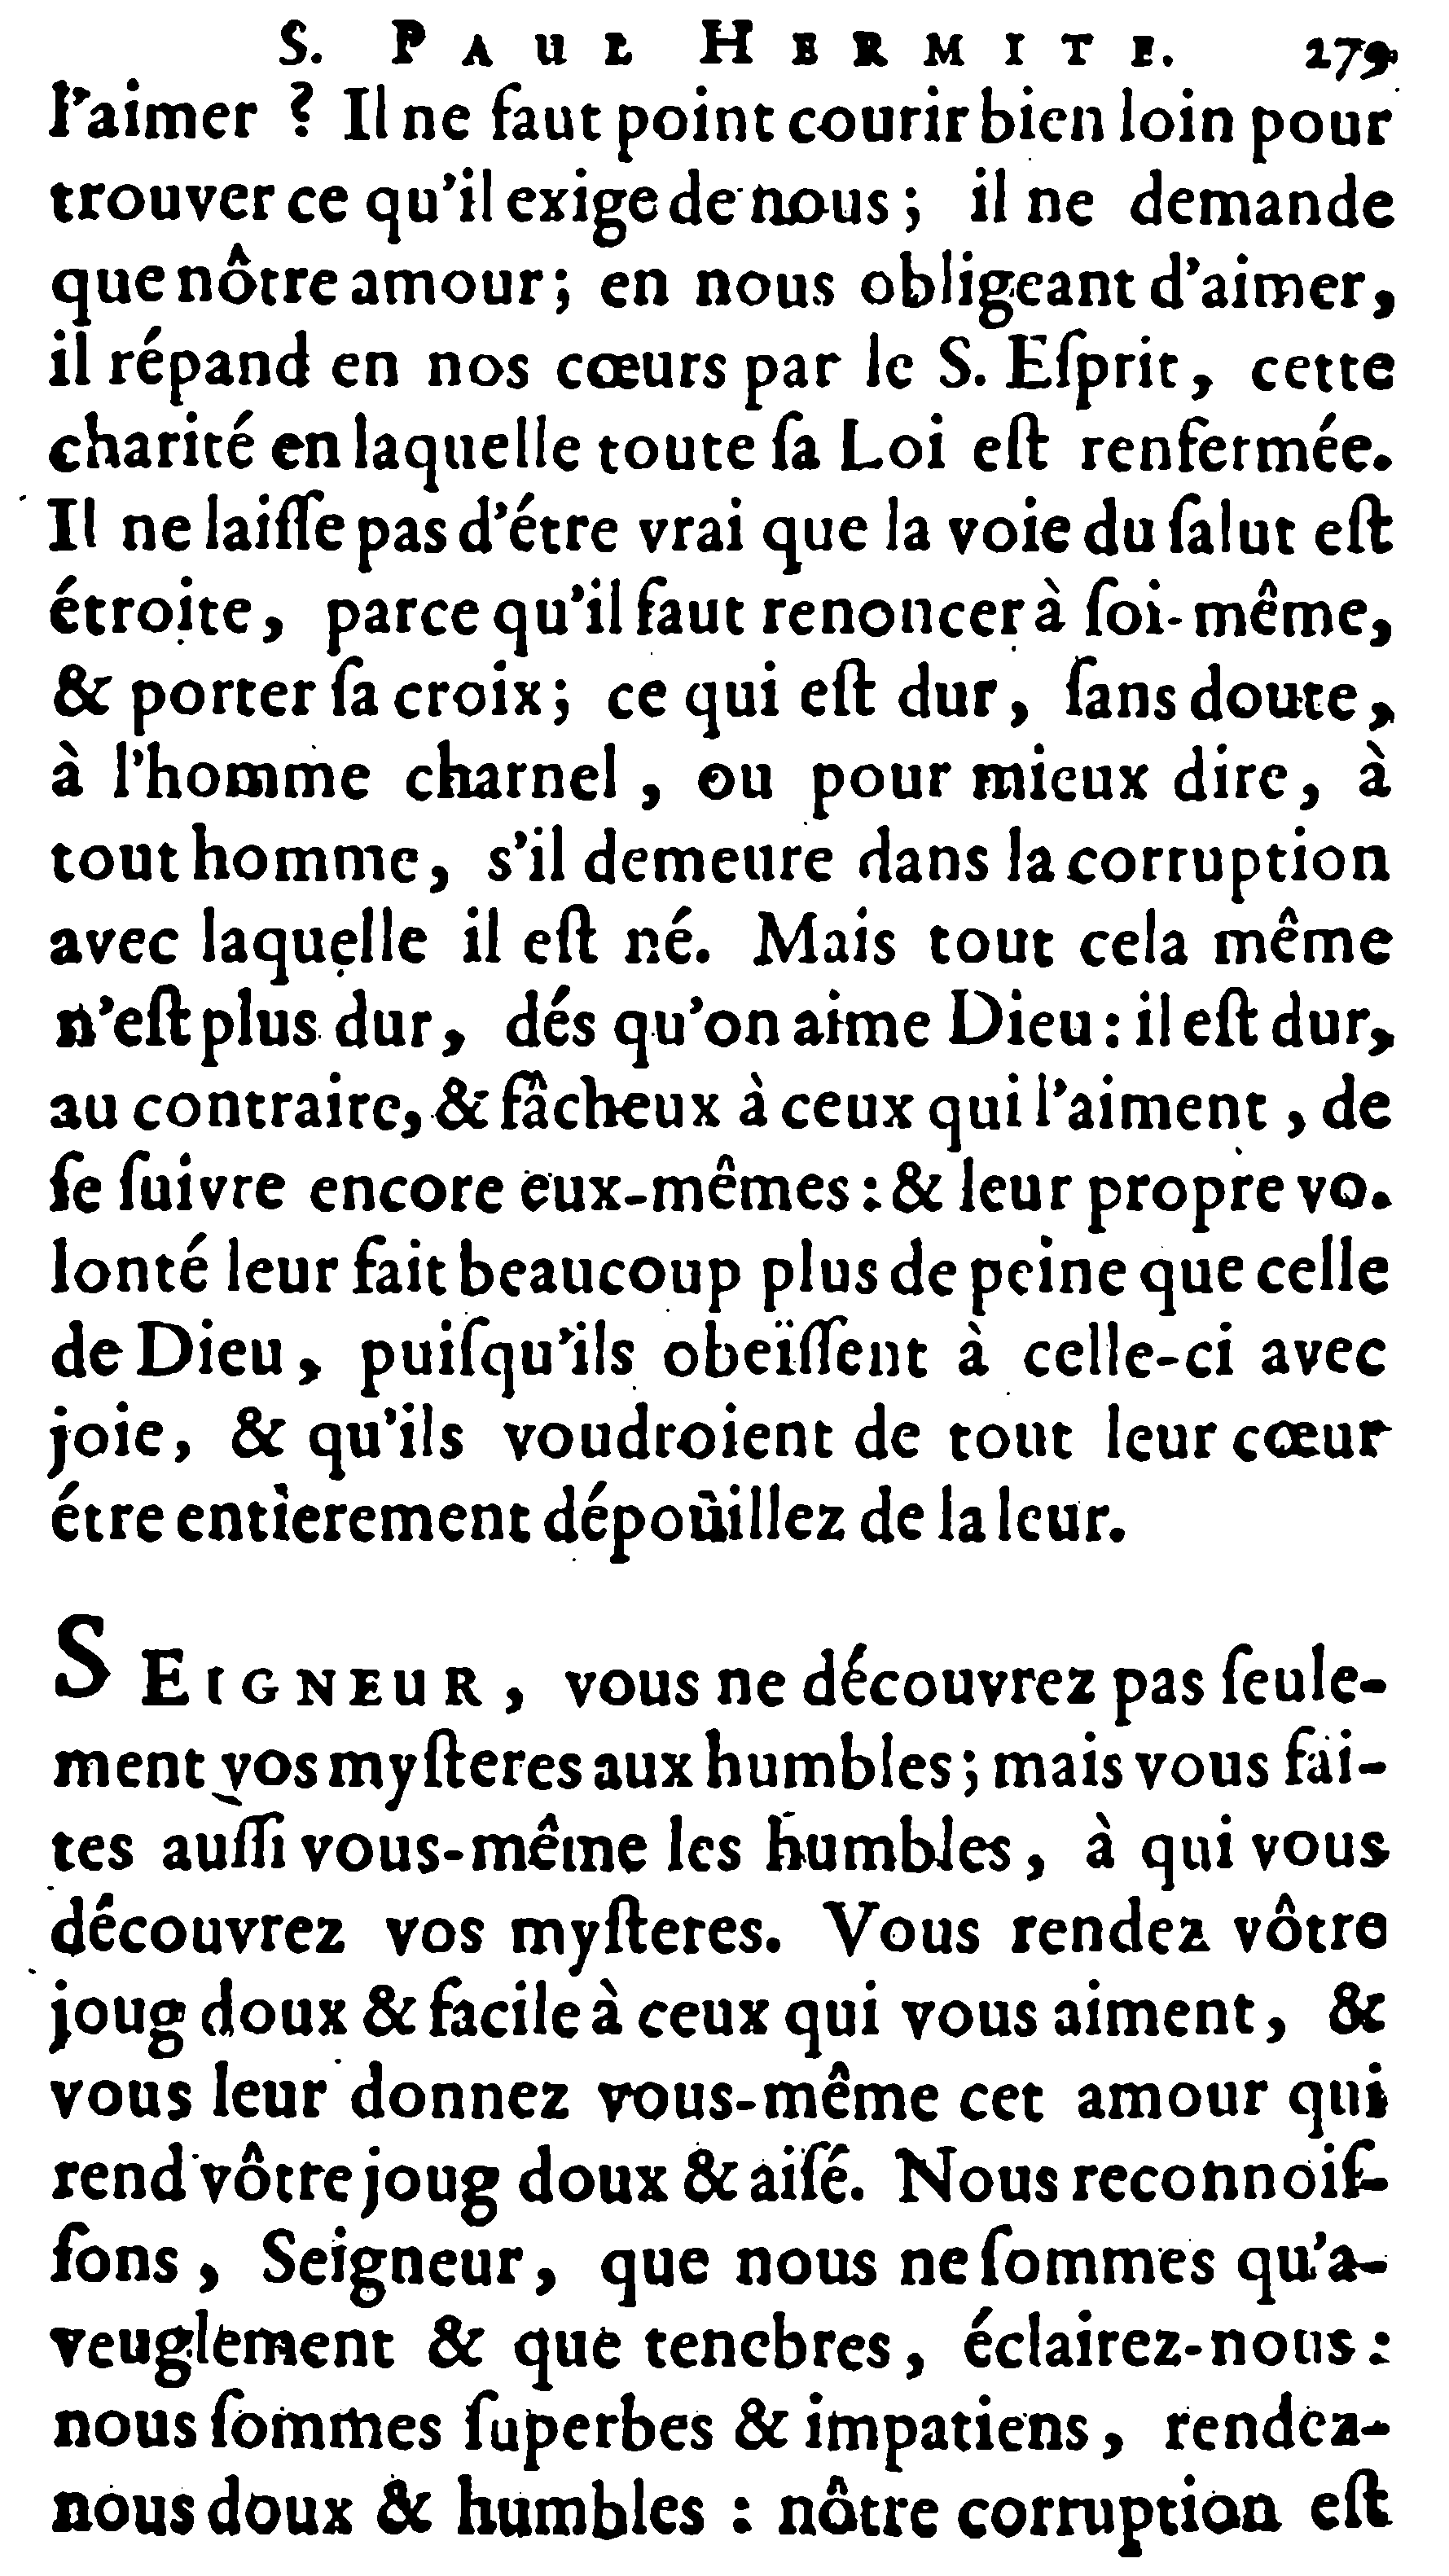 S. PAUL HERMITE. 279
l'aimer ? Il ne faut point courir bien loin pour
trouver ce qu'il exige de nous ; il ne demande
que nôtre amour ; en nous obligeant d'aimer,
il répand en nos cœurs par le S. Eſprit, cette
charité en laquelle toute ſa Loi eſt renfermée.
Il ne laiſſe pas d'étre vrai que la voie du ſalut eſt
étroite, parce qu'il faut renoncer à ſoi-même,
& porter ſa croix ; ce qui eſt dur, ſans doute,
à l'homme charnel, ou pour mieux dire, à
tout homme, s'il demeure dans la corruption
avec laquelle il eſt né. Mais tout cela même
n'eſt plus dur, dés qu'on aime Dieu : il eſt dur,
au contraire, & fâcheux à ceux qui l'aiment, de
ſe ſuivre encore eux-mêmes : & leur propre vo-
lonté leur fait beaucoup plus de peine que celle
de Dieu, puiſqu'ils obeïſſent à celle-ci avec
joie, & qu'ils voudroient de tout leur cœur
étre entierement dépoüillez de la leur.
SEIGNEUR, vous ne découvrez pas ſeule-
ment vos myſteres aux humbles ; mais vous fai-
tes auſſi vous-même les humbles, à qui vous
découvrez vos myſteres. Vous rendez vôtre
joug doux & facile à ceux qui vous aiment, &
vous leur donnez vous-même cet amour qui
rend vôtre joug doux & aiſé. Nous reconnoiſ-
ſons, Seigneur, que nous ne ſommes qu'a-
veuglement & que tenebres, éclairez-nous :
nous ſommes ſuperbes & impatiens, rendez-
nous doux & humbles : nôtre corruption eſt